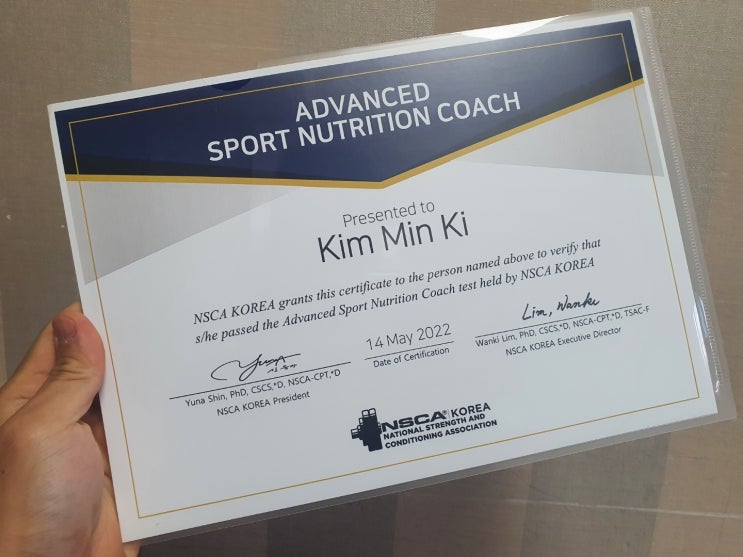 ADVANCED
SPORT NUTRITION COACH
Presented to
Kim Min Ki
NSCA KOREA grants this certificate to the person named above to verify that
s/he passed the Advanced Sport Nutrition Coach test held by NSCA KOREA
Yuna
Yuna Shin, PhD, CSCS,*D, NSCA-CPT,*D
NSCA KOREA President
14 May 2022
Date of Certification
Lim, Wanki
Wanki Lim, PhD, CSCS,*D, NSCA-CPT,*D, TSAC-F
NSCA KOREA Executive Director
NSCA KOREA
NATIONAL STRENGTH AND
CONDITIONING ASSOCIATION